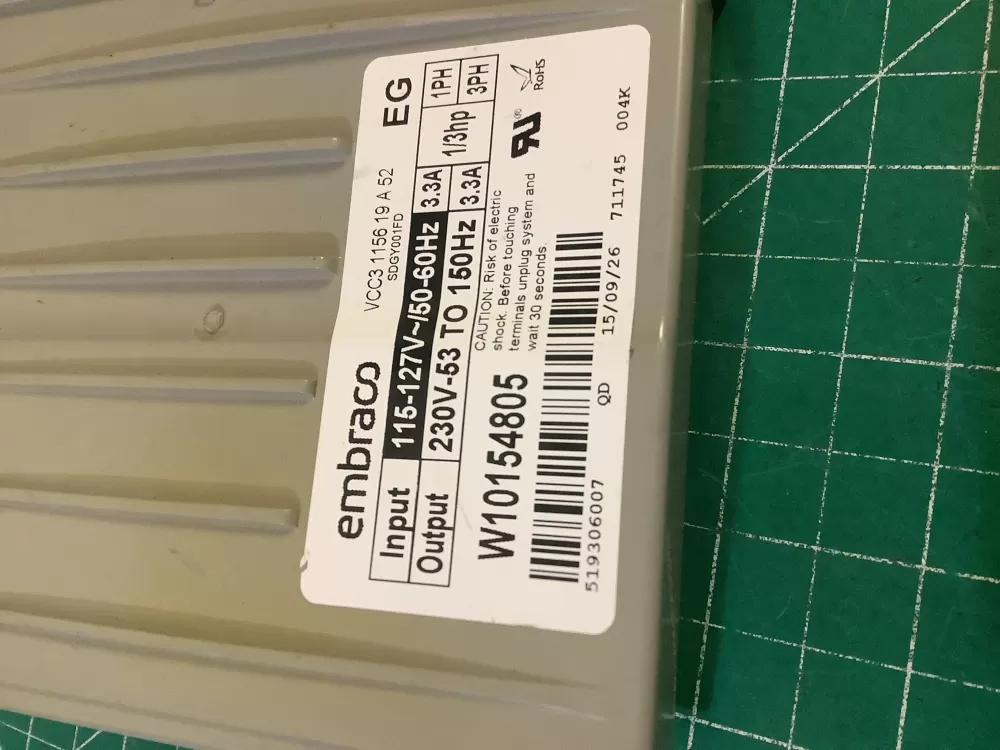 embraco
VCC3 1156 19 A 52
SDGY001FD
EG
Input 115-127V~/50-60Hz 3.3A 1/3hp 1PH
Output 230V-53 TO 150Hz 3.3A 3PH
W10154805
CAUTION: Risk of electric
shock. Before touching
terminals unplug system and
wait 30 seconds.
RU ®
RoHS
519306007 QD 15/09/26 711745 004K